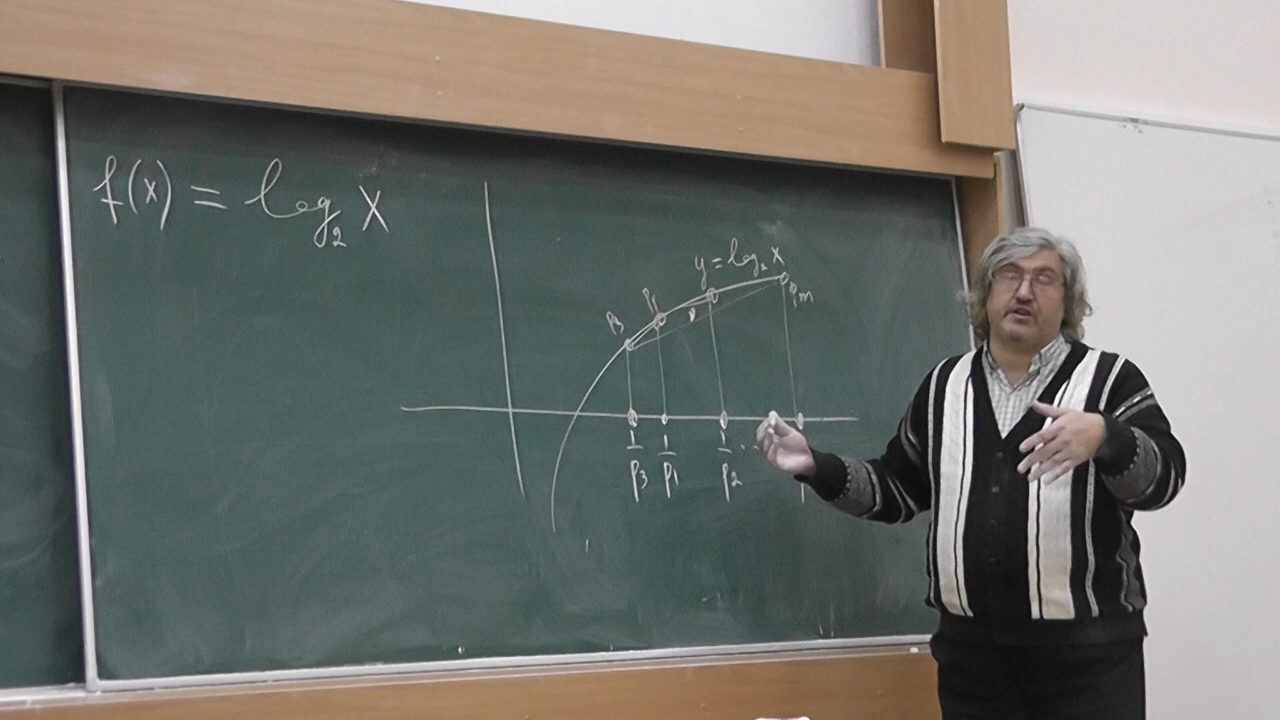 f(x) = log₂ x
y = log₂ x
p3 p1 pm
1/p3 1/p1 1/p2 ...